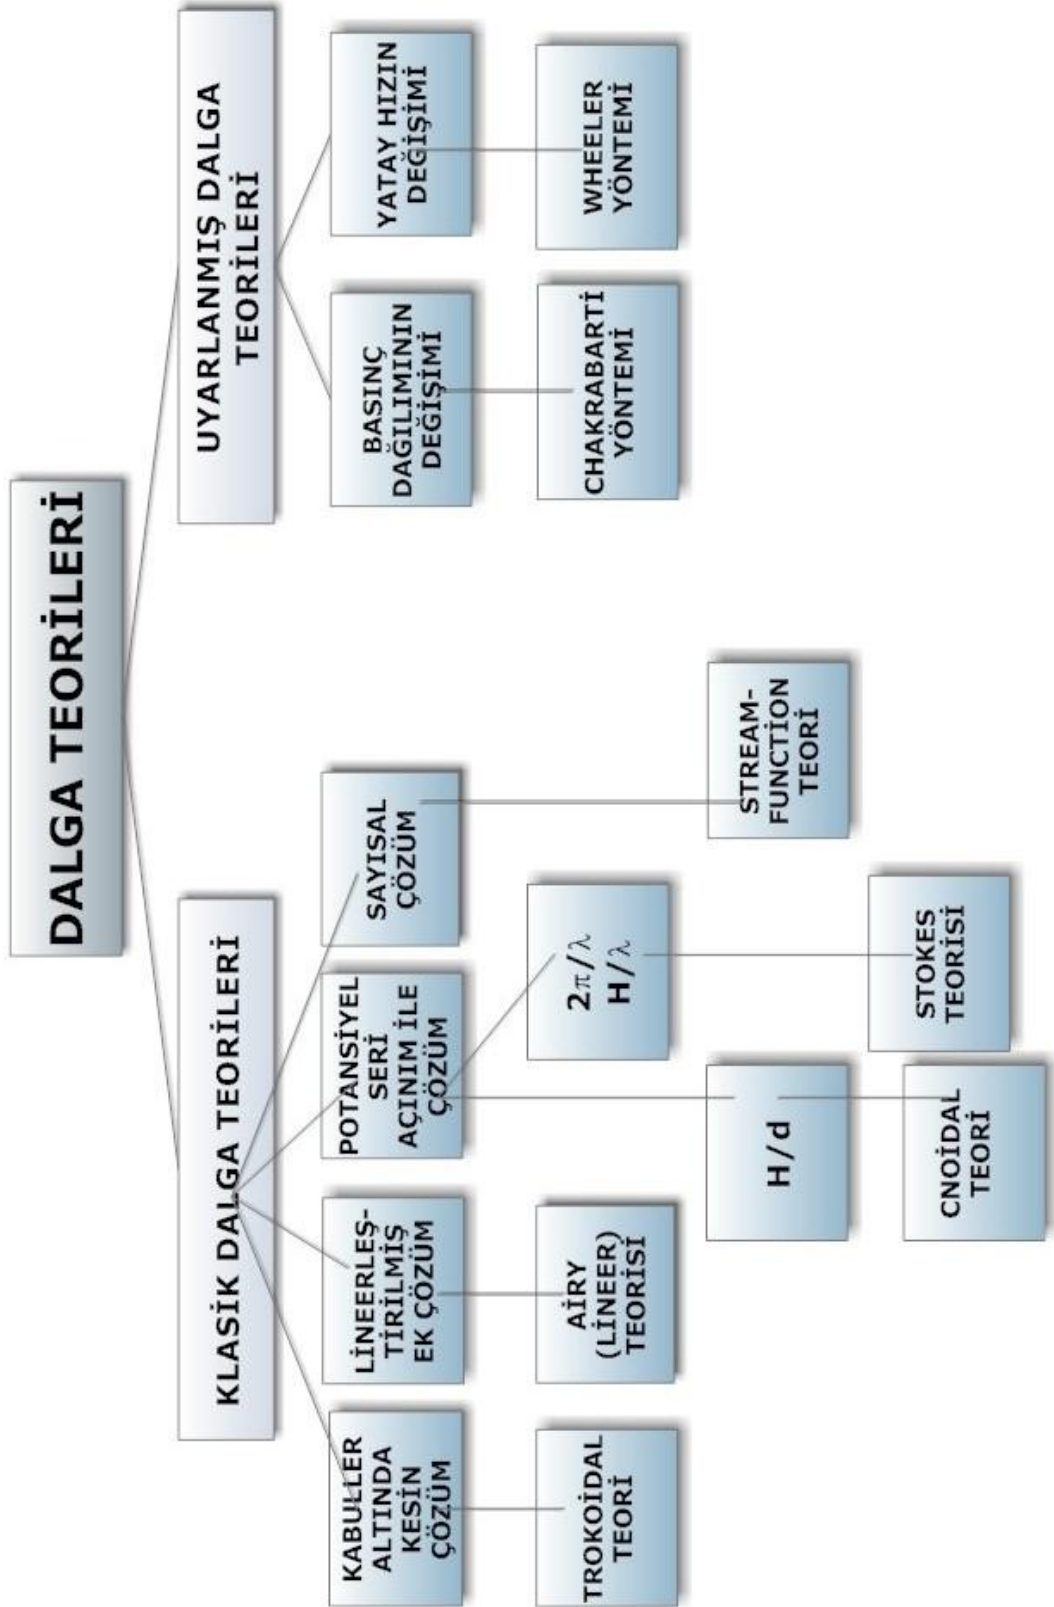 DALGA TEORİLERİ
KLASİK DALGA TEORİLERİ
UYARLANMIŞ DALGA
TEORİLERİ
KABULLER
ALTINDA
KESİN
ÇÖZÜM
LİNEERLEŞ-
TİRİLMİŞ
EK ÇÖZÜM
POTANSİYEL
SERİ
AÇINIM İLE
ÇÖZÜM
SAYISAL
ÇÖZÜM
BASINÇ
DAĞILIMININ
DEĞİŞİMİ
YATAY HIZIN
DEĞİŞİMİ
TROKOİDAL
TEORİ
AİRY
(LİNEER)
TEORİSİ
2π/λ
H/λ
CHAKRABARTİ
YÖNTEMİ
WHEELER
YÖNTEMİ
H/d
STREAM-
FUNCTİON
TEORİ
CNOİDAL
TEORİ
STOKES
TEORİSİ